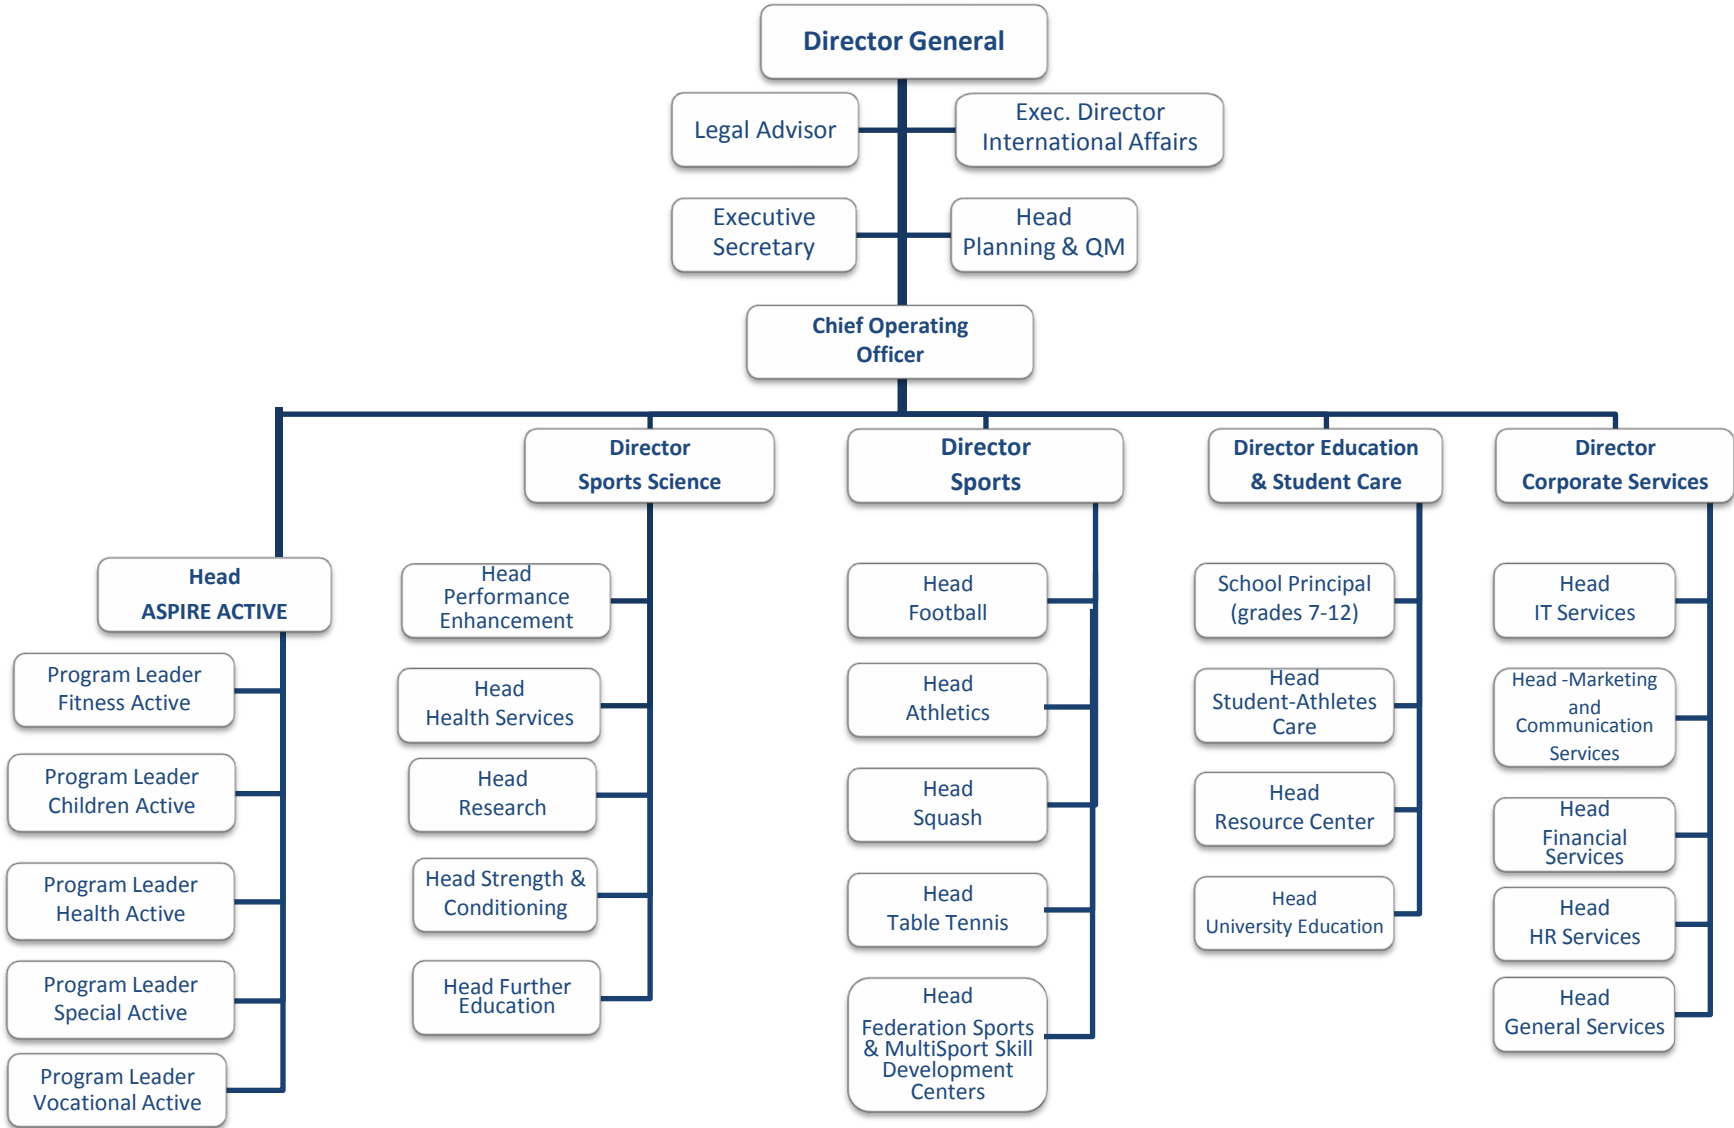 Director General
Legal Advisor
Exec. Director
International Affairs
Executive
Secretary
Head
Planning & QM
Chief Operating
Officer
Head
ASPIRE ACTIVE
Program Leader
Fitness Active
Program Leader
Children Active
Program Leader
Health Active
Program Leader
Special Active
Program Leader
Vocational Active
Director
Sports Science
Head
Performance
Enhancement
Head
Health Services
Head
Research
Head Strength &
Conditioning
Head Further
Education
Director
Sports
Head
Football
Head
Athletics
Head
Squash
Head
Table Tennis
Head
Federation Sports
& MultiSport Skill
Development
Centers
Director Education
& Student Care
School Principal
(grades 7-12)
Head
Student-Athletes
Care
Head
Resource Center
Head
University Education
Director
Corporate Services
Head
IT Services
Head -Marketing
and
Communication
Services
Head
Financial
Services
Head
HR Services
Head
General Services